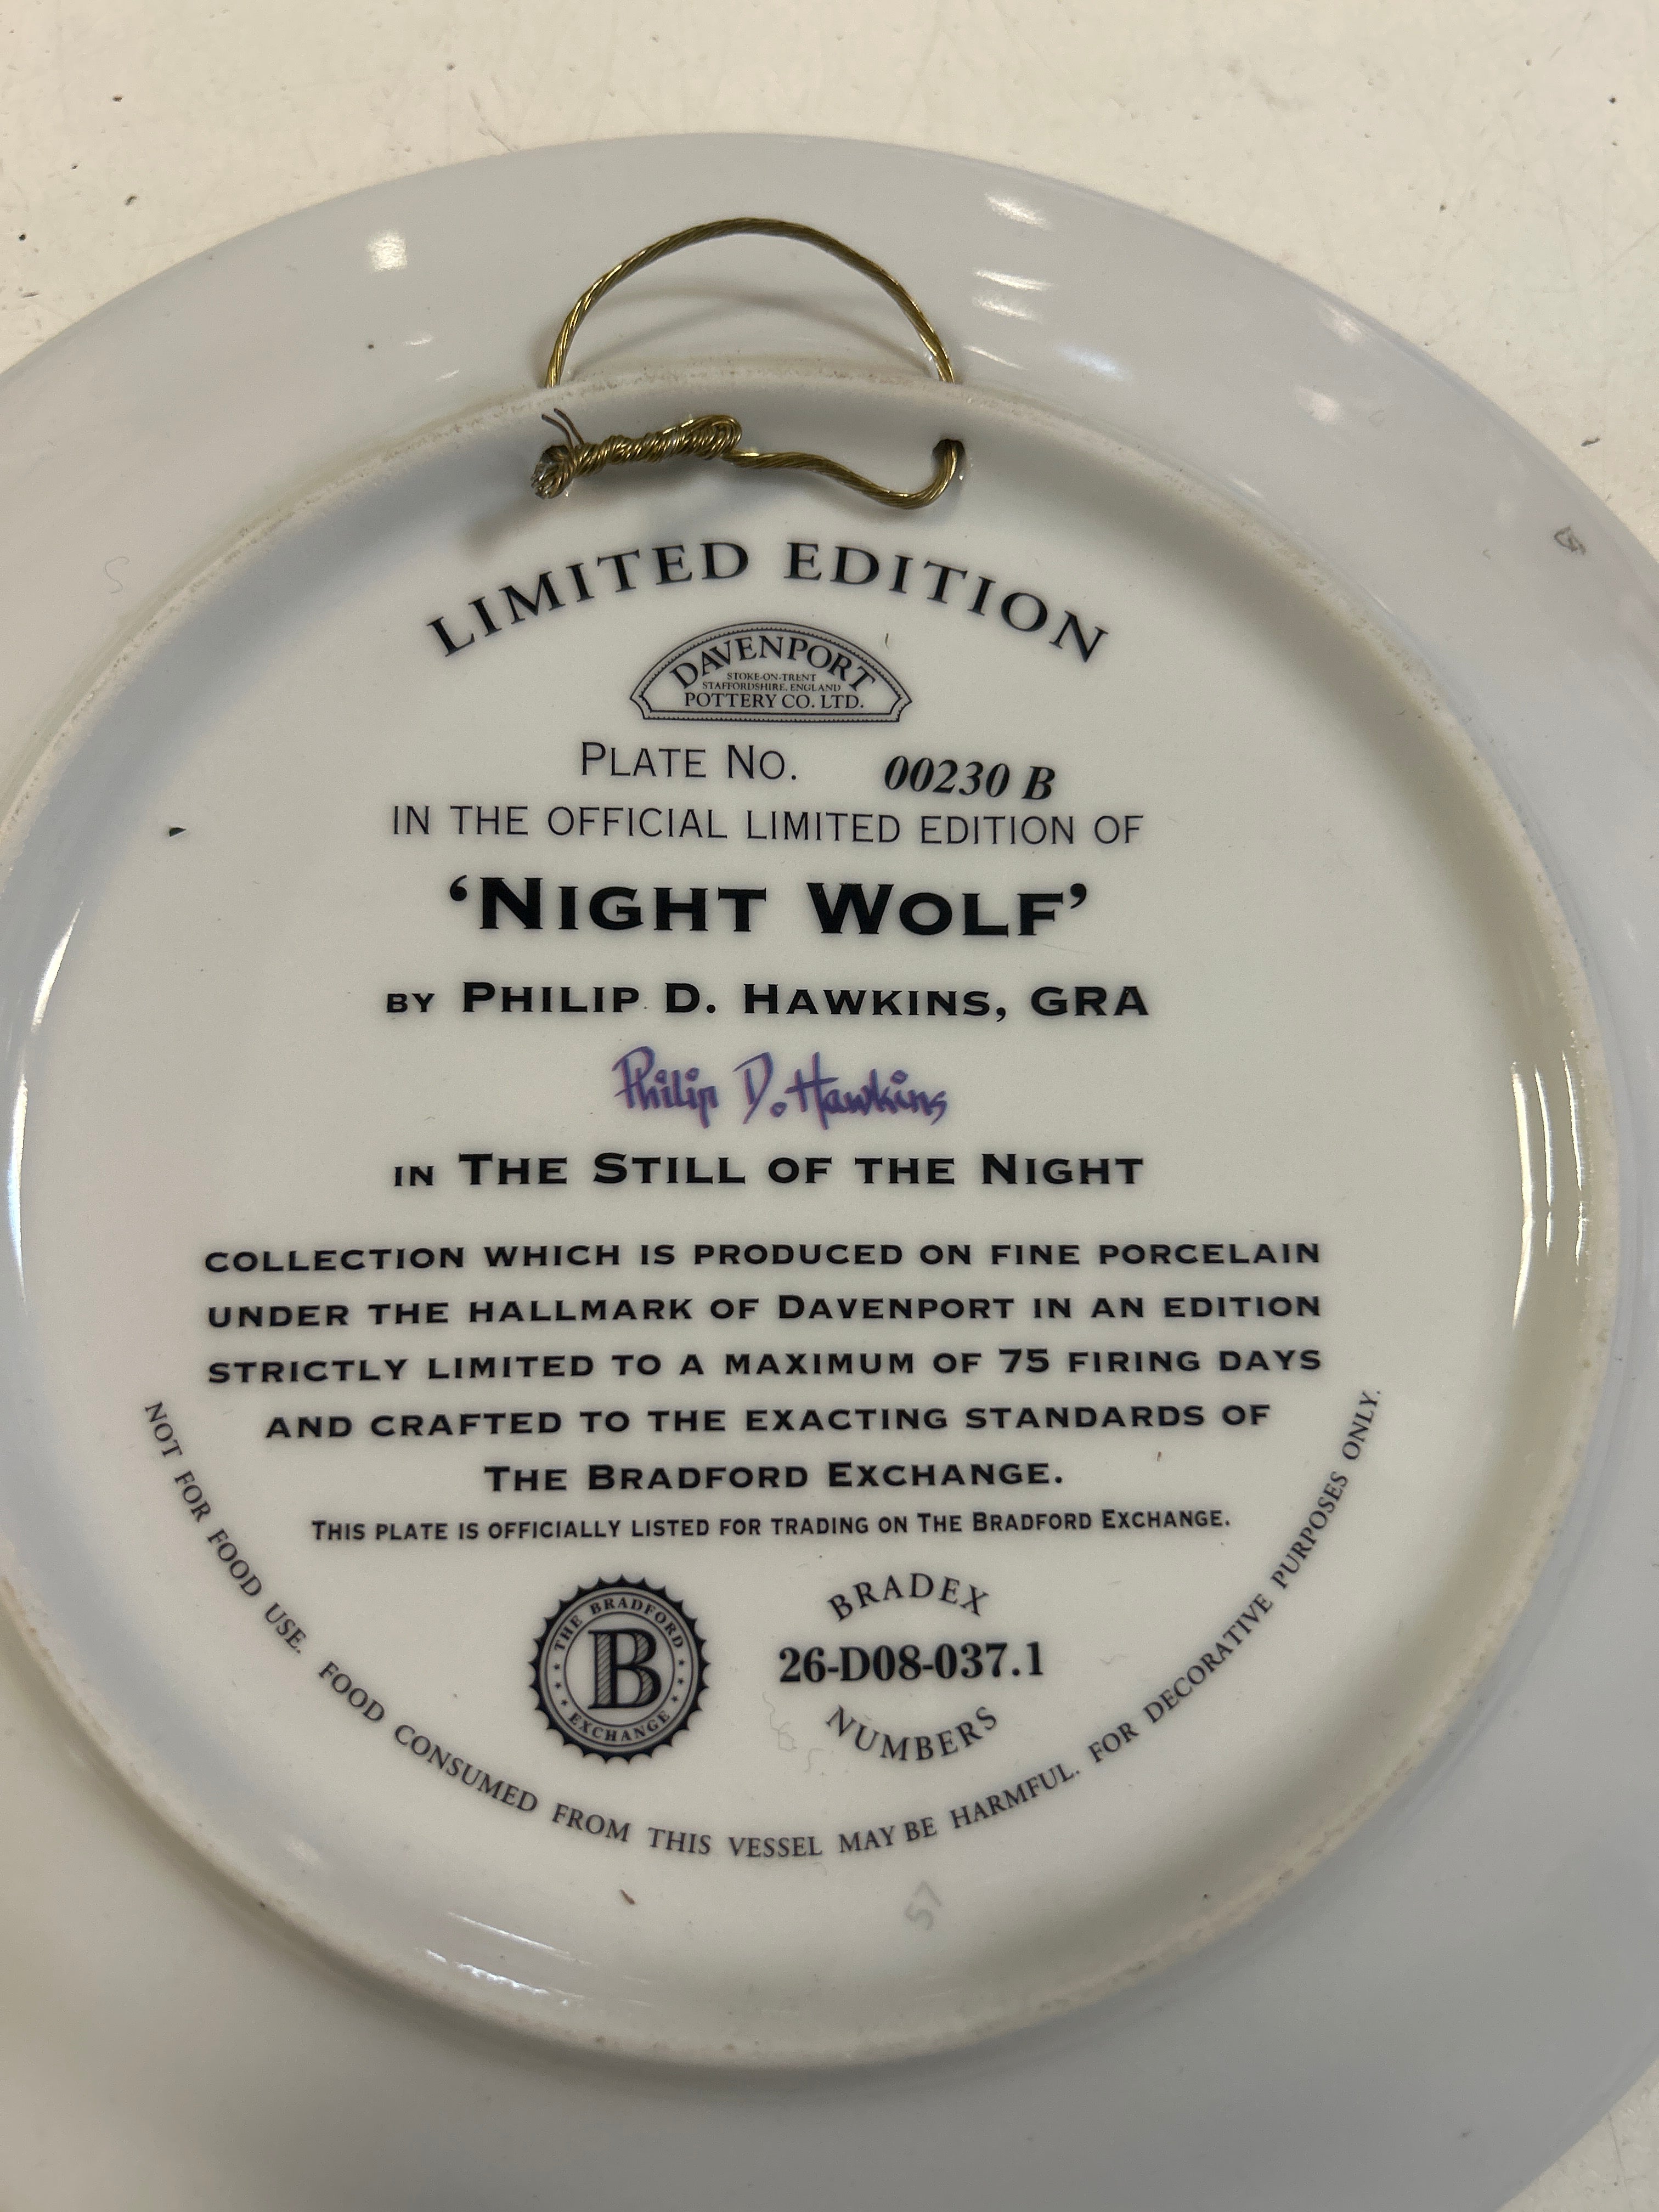 LIMITED EDITION
DAVENPORT
STOKE-ON-TRENT
STAFFORDSHIRE, ENGLAND
POTTERY CO. LTD.
PLATE NO. 00230 B
IN THE OFFICIAL LIMITED EDITION OF
‘NIGHT WOLF’
BY PHILIP D. HAWKINS, GRA
Philip D. Hawkins
IN THE STILL OF THE NIGHT
COLLECTION WHICH IS PRODUCED ON FINE PORCELAIN
UNDER THE HALLMARK OF DAVENPORT IN AN EDITION
STRICTLY LIMITED TO A MAXIMUM OF 75 FIRING DAYS
AND CRAFTED TO THE EXACTING STANDARDS OF
THE BRADFORD EXCHANGE.
THIS PLATE IS OFFICIALLY LISTED FOR TRADING ON THE BRADFORD EXCHANGE.
THE BRADFORD
B
EXCHANGE
BRADEX
26-D08-037.1
NUMBERS
NOT FOR FOOD USE. FOOD CONSUMED FROM THIS VESSEL MAY BE HARMFUL. FOR DECORATIVE PURPOSES ONLY.
57